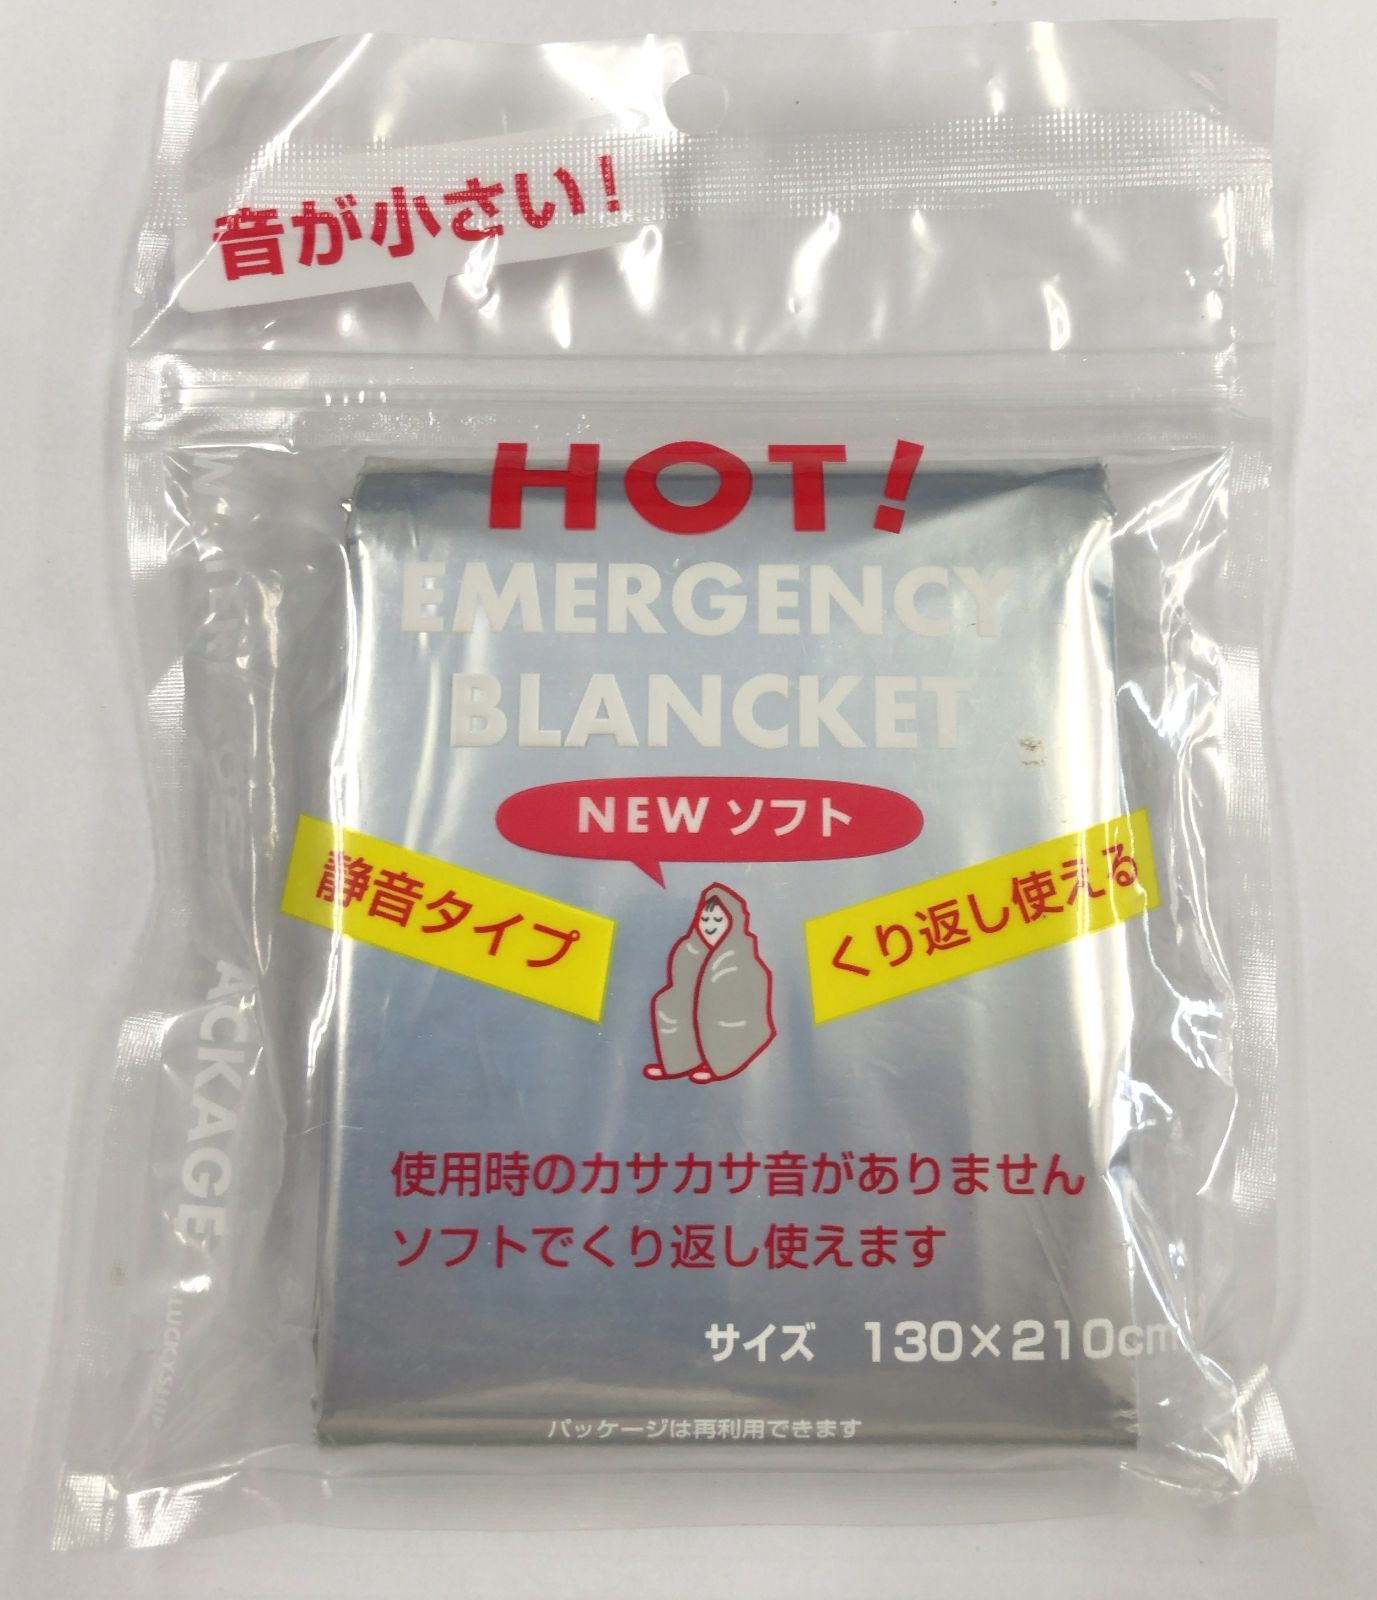 音が小さい!
HOT!
EMERGENCY
BLANCKET
NEW ソフト
静音タイプ
くり返し使える
使用時のカサカサ音がありません
ソフトでくり返し使えます
サイズ 130×210cm
パッケージは再利用できます
ACKAGE